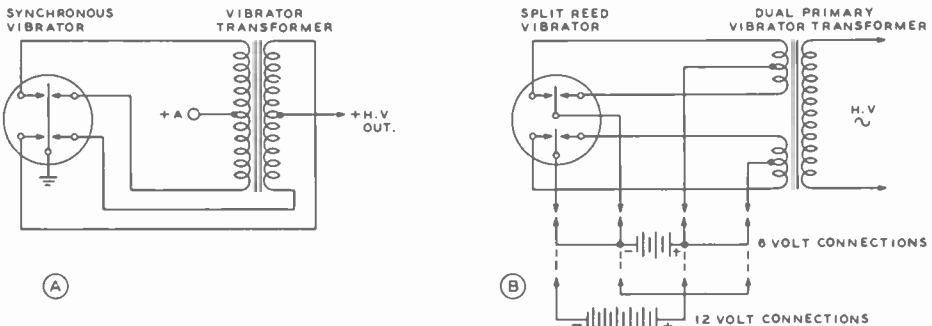 SYNCHRONOUS
VIBRATOR
VIBRATOR
TRANSFORMER
+A
+H.V
OUT.
A
SPLIT REED
VIBRATOR
DUAL PRIMARY
VIBRATOR TRANSFORMER
H.V
∿
- +
6 VOLT CONNECTIONS
B
- +
12 VOLT CONNECTIONS